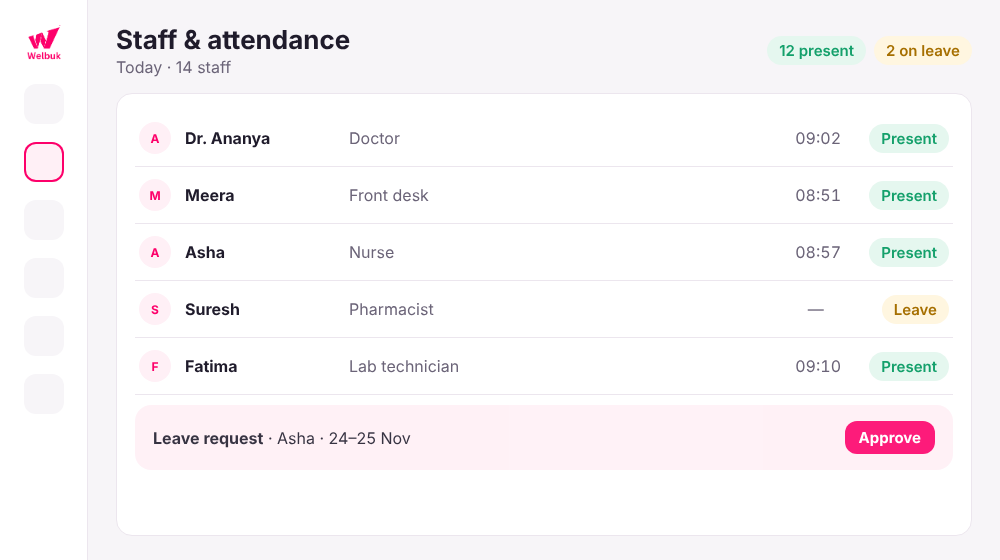 Welbuk
Staff & attendance
Today · 14 staff
12 present
2 on leave
A Dr. Ananya Doctor 09:02 Present
M Meera Front desk 08:51 Present
A Asha Nurse 08:57 Present
S Suresh Pharmacist — Leave
F Fatima Lab technician 09:10 Present
Leave request · Asha · 24–25 Nov Approve